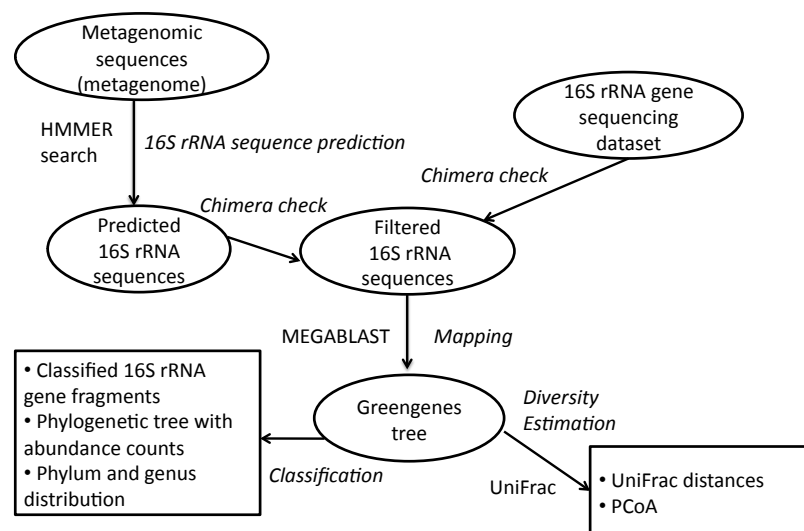 Metagenomic
sequences
(metagenome)
16S rRNA gene
sequencing
dataset
HMMER
search
16S rRNA sequence prediction
Chimera check
Chimera check
Predicted
16S rRNA
sequences
Filtered
16S rRNA
sequences
MEGABLAST
Mapping
• Classified 16S rRNA
gene fragments
• Phylogenetic tree with
abundance counts
• Phylum and genus
distribution
Greengenes
tree
Diversity
Estimation
Classification
UniFrac
• UniFrac distances
• PCoA